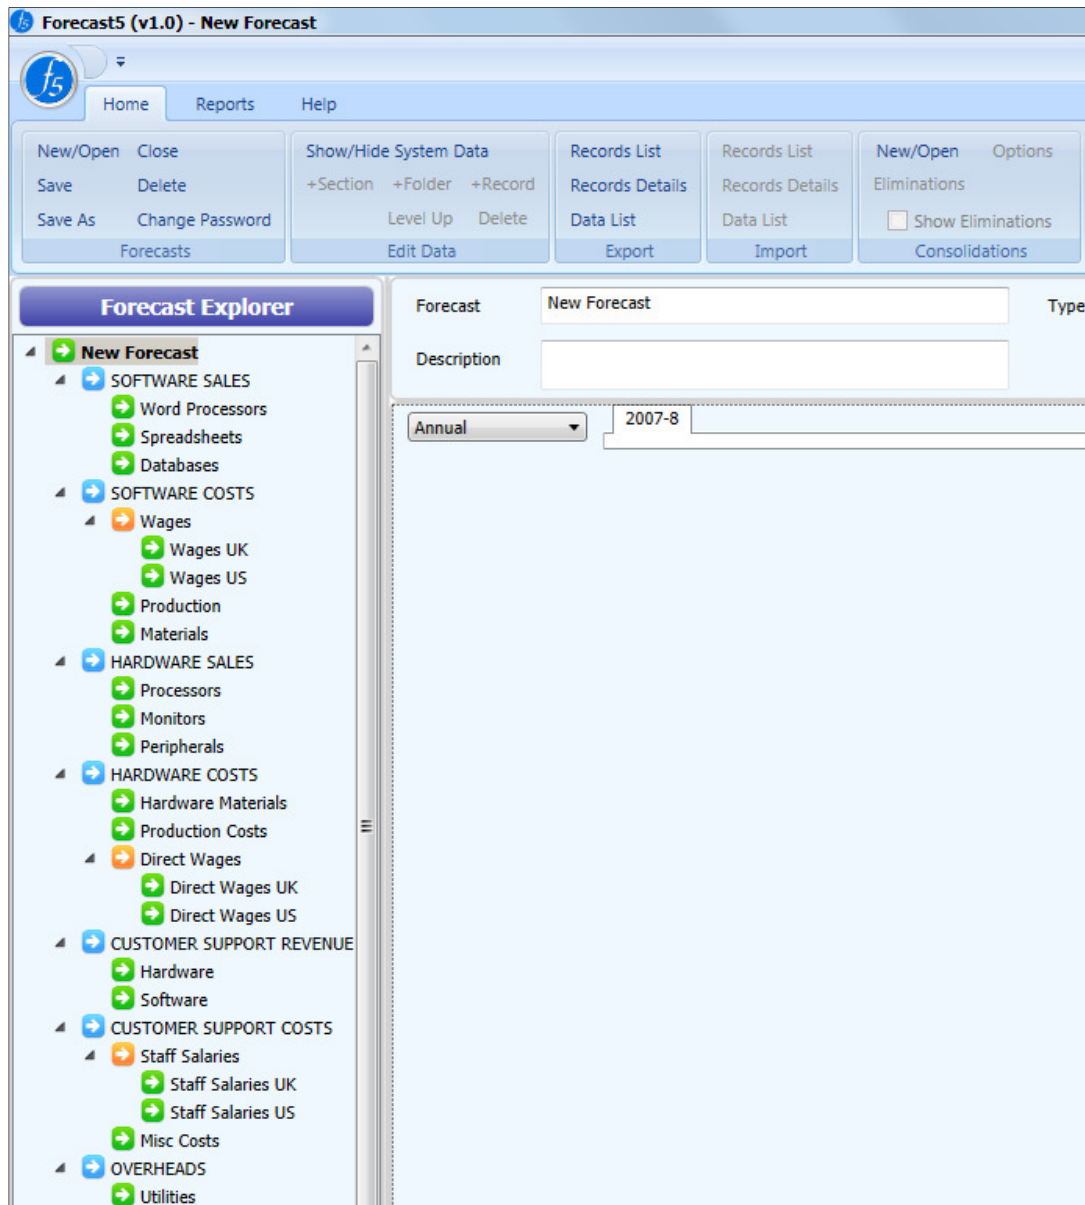 Forecast5 (v1.0) - New Forecast
f5
Home Reports Help
New/Open Close
Save Delete
Save As Change Password
Forecasts
Show/Hide System Data
+Section +Folder +Record
Level Up Delete
Edit Data
Records List
Records Details
Data List
Export
Records List
Records Details
Data List
Import
New/Open Options
Eliminations
Show Eliminations
Consolidations
Forecast Explorer
New Forecast
SOFTWARE SALES
Word Processors
Spreadsheets
Databases
SOFTWARE COSTS
Wages
Wages UK
Wages US
Production
Materials
HARDWARE SALES
Processors
Monitors
Peripherals
HARDWARE COSTS
Hardware Materials
Production Costs
Direct Wages
Direct Wages UK
Direct Wages US
CUSTOMER SUPPORT REVENUE
Hardware
Software
CUSTOMER SUPPORT COSTS
Staff Salaries
Staff Salaries UK
Staff Salaries US
Misc Costs
OVERHEADS
Utilities
Forecast New Forecast Type
Description
Annual 2007-8